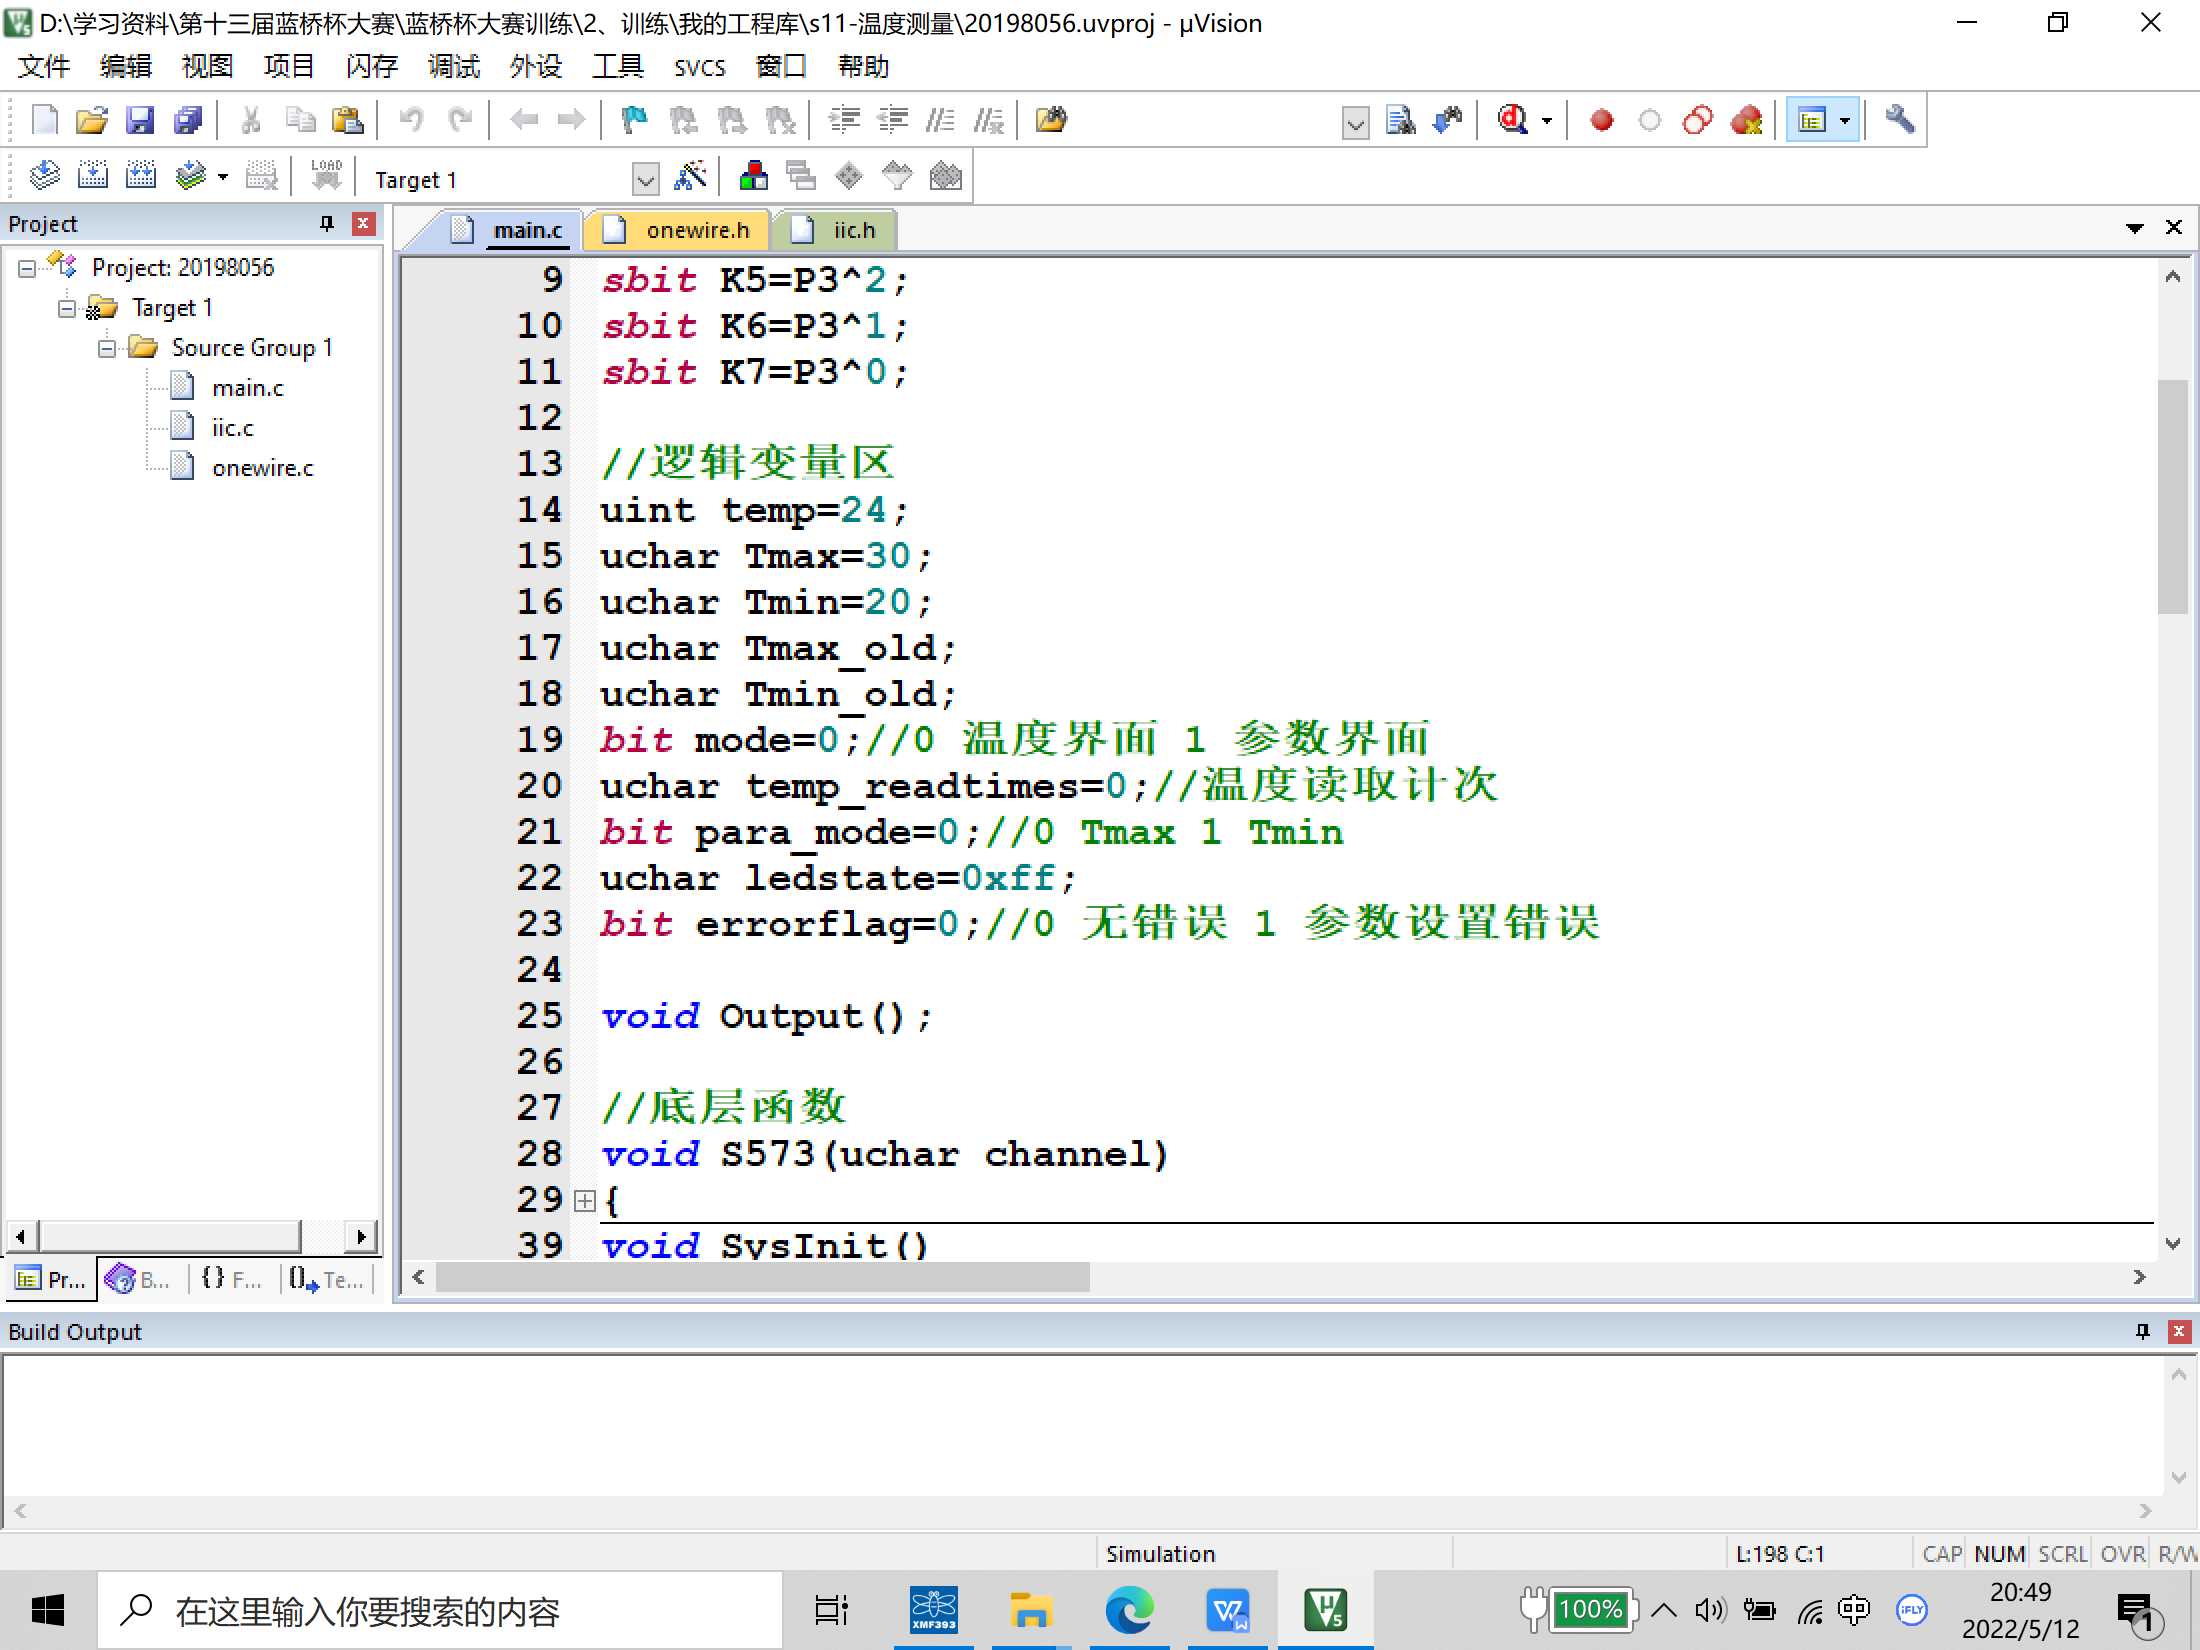 D:\学习资料\第十三届蓝桥杯大赛\蓝桥杯大赛训练\2、训练\我的工程库\s11-温度测量\20198056.uvproj - µVision
文件 编辑 视图 项目 闪存 调试 外设 工具 SVCS 窗口 帮助
LOAD Target 1
Project
Project: 20198056
Target 1
Source Group 1
main.c
iic.c
onewire.c
Pr... B... {} F... Te...
main.c onewire.h iic.h
9 sbit K5=P3^2;
10 sbit K6=P3^1;
11 sbit K7=P3^0;
12
13 //逻辑变量区
14 uint temp=24;
15 uchar Tmax=30;
16 uchar Tmin=20;
17 uchar Tmax_old;
18 uchar Tmin_old;
19 bit mode=0;//0 温度界面 1 参数界面
20 uchar temp_readtimes=0;//温度读取计次
21 bit para_mode=0;//0 Tmax 1 Tmin
22 uchar ledstate=0xff;
23 bit errorflag=0;//0 无错误 1 参数设置错误
24
25 void Output();
26
27 //底层函数
28 void S573(uchar channel)
29 {
39 void SysInit()
Build Output
Simulation L:198 C:1 CAP NUM SCRL OVR R/W
在这里输入你要搜索的内容
XMF393
100%
中
iFLY
20:49
2022/5/12
1